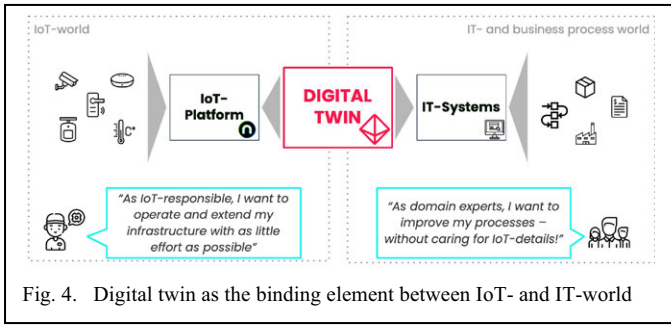 IoT-world
IT- and business process world
IoT-
Platform
DIGITAL
TWIN
IT-Systems
C°
“As IoT-responsible, I want to
operate and extend my
infrastructure with as little
effort as possible”
“As domain experts, I want to
improve my processes –
without caring for IoT-details!”
Fig. 4. Digital twin as the binding element between IoT- and IT-world